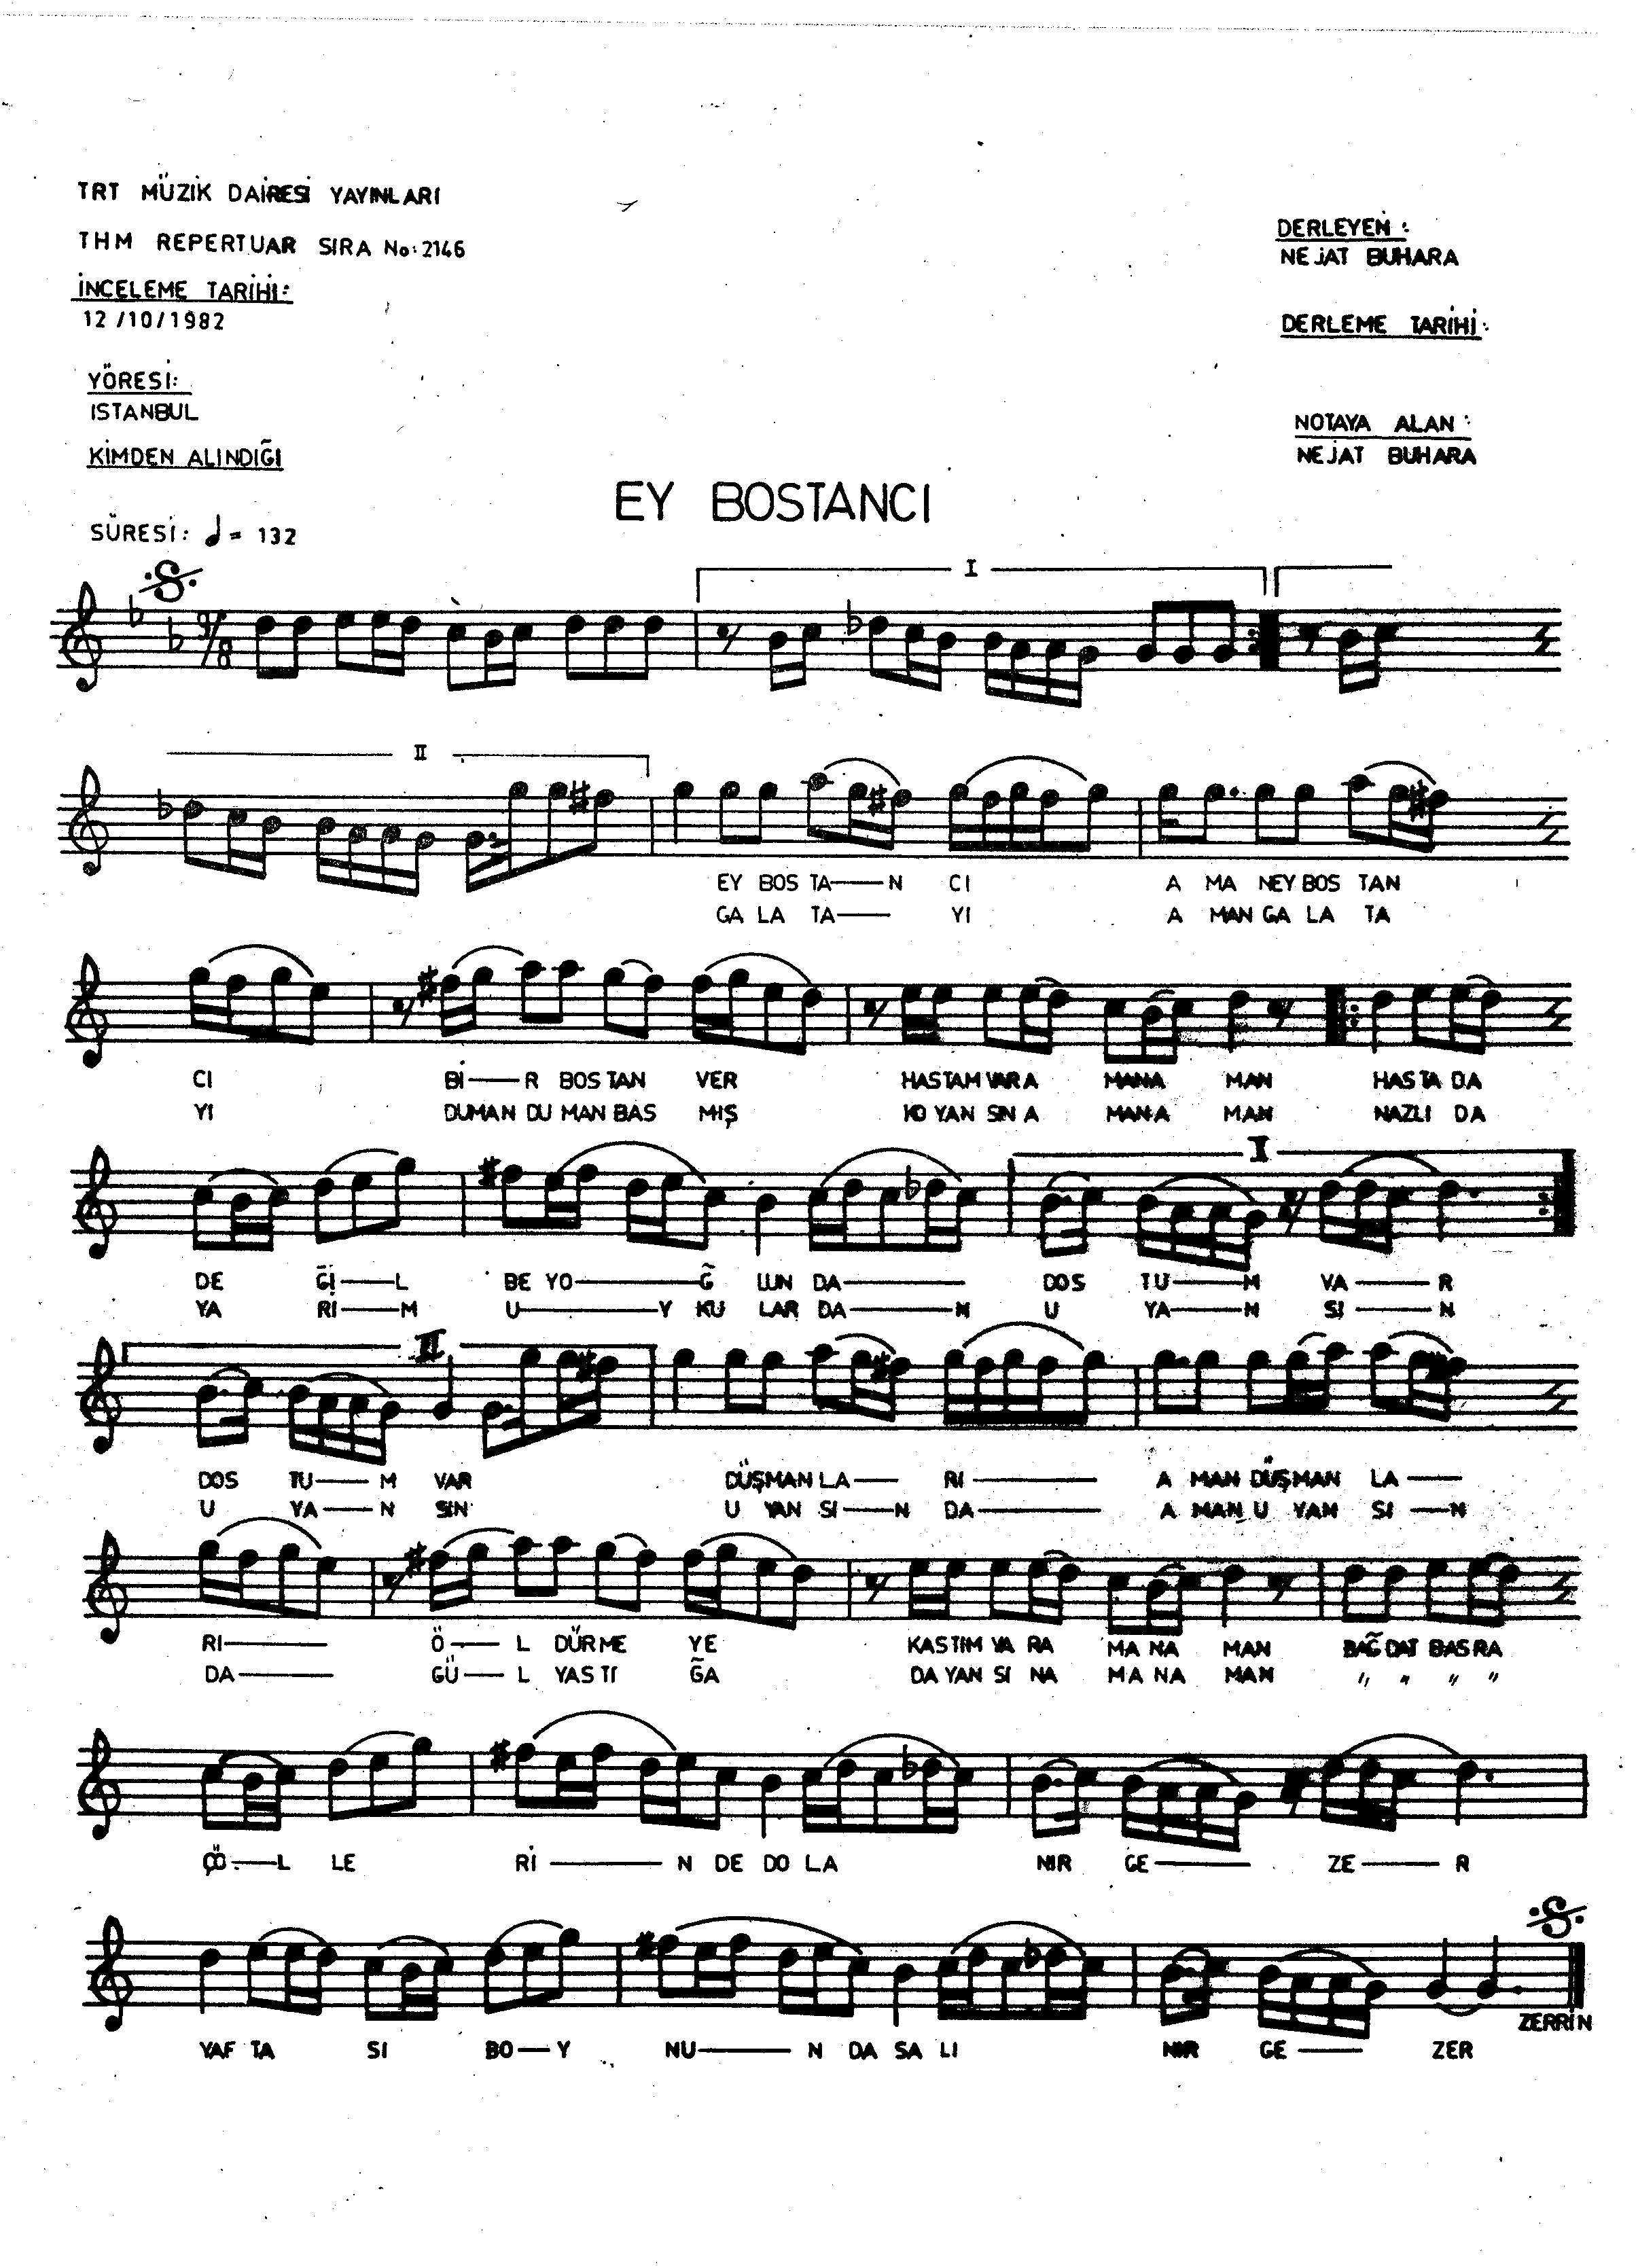 TRT MÜZİK DAİRESİ YAYINLARI
THM REPERTUAR SIRA No: 2146
İNCELEME TARİHİ:
12/10/1982
YÖRESİ:
ISTANBUL
KİMDEN ALINDIĞI
SÜRESİ: = 132
DERLEYEN:
NEJAT BUHARA
DERLEME TARİHİ:
NOTAYA ALAN:
NEJAT BUHARA
EY BOSTANCI
I
9/8
II
EY BOS TA——N CI A MA NEY BOS TAN
GA LA TA—— YI A MAN GA LA TA
CI Bİ——R BOS TAN VER HASTAM VAR A MANA MAN HAS TA DA
YI DUMAN DU MAN BAS MIŞ KO YAN SIN A MAN A MAN NAZLI DA
I
DE Ğİ——L BE YO————Ğ LUN DA———— DOS TU——M VA——R
YA RI——M U————Y KU LAR DA————N U YA——N SI——N
II
DOS TU——M VAR DÜŞMAN LA—— RI———— A MAN DÜŞMAN LA——
U YA——N SIN U YAN SI——N DA———— A MAN U YAN SI——N
RI———— Ö——L DÜR ME YE KASTIM VA RA MA NA MAN BAĞ DAT BAS RA
DA———— GÜ——L YAS TI ĞA DA YAN SI NA MA NA MAN " " " "
ÇÖ——L LE Rİ————N DE DO LA NIR GE———— ZE——R
YAF TA SI BO——Y NU————N DA SA LI NIR GE—— ZER
ZERRİN